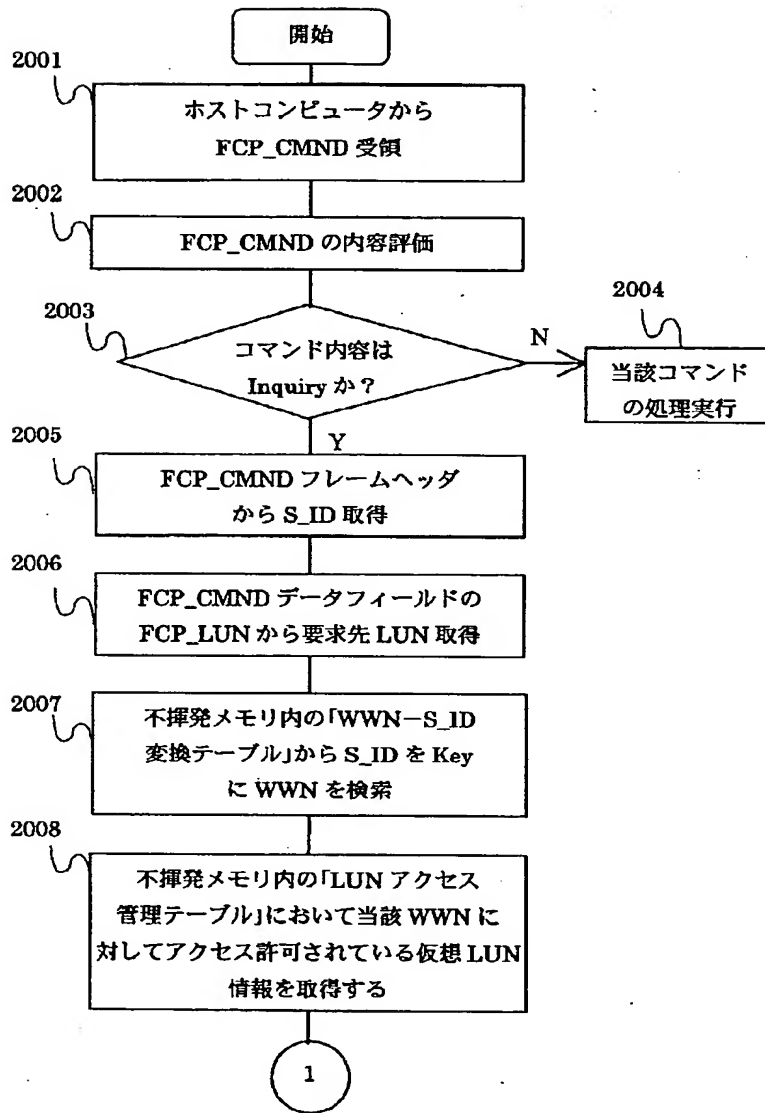 開始
2001
ホストコンピュータから
FCP_CMND 受領
2002
FCP_CMND の内容評価
2003
コマンド内容は
Inquiry か？
N
2004
当該コマンド
の処理実行
Y
2005
FCP_CMND フレームヘッダ
から S_ID 取得
2006
FCP_CMND データフィールドの
FCP_LUN から要求先 LUN 取得
2007
不揮発メモリ内の「WWN－S_ID
変換テーブル」から S_ID を Key
に WWN を検索
2008
不揮発メモリ内の「LUN アクセス
管理テーブル」において当該 WWN に
対してアクセス許可されている仮想 LUN
情報を取得する
1